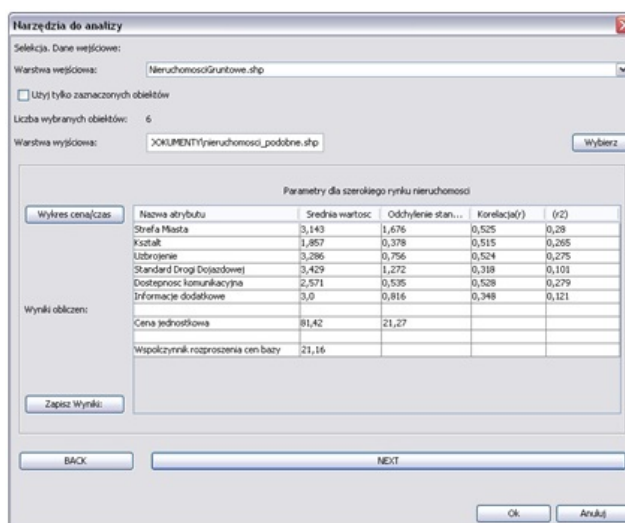 Narzędzia do analizy
Selekcja. Dane wejściowe:
Warstwa wejściowa: NieruchomosciGruntowe.shp
Użyj tylko zaznaczonych obiektów
Liczba wybranych obiektów: 6
Warstwa wyjściowa: DOKUMENTY\nieruchomosci_podobne.shp Wybierz
Parametry dla szerokiego rynku nieruchomosci
Wykres cena/czas
Nazwa atrybutu Srednia wartosc Odchylenie stan... Korelacja(r) (r2)
Strefa Miasta 3,143 1,676 0,525 0,28
Kształt 1,857 0,378 0,515 0,265
Uzbrojenie 3,286 0,756 0,524 0,275
Standard Drogi Dojazdowej 3,429 1,272 0,318 0,101
Dostepnosc komunikacyjna 2,571 0,535 0,528 0,279
Informacje dodatkowe 3,0 0,816 0,348 0,121
Wyniki obliczen:
Cena jednostkowa 81,42 21,27
Wspolczynnik rozproszenia cen bazy 21,16
Zapisz Wyniki:
BACK NEXT
Ok Anuluj